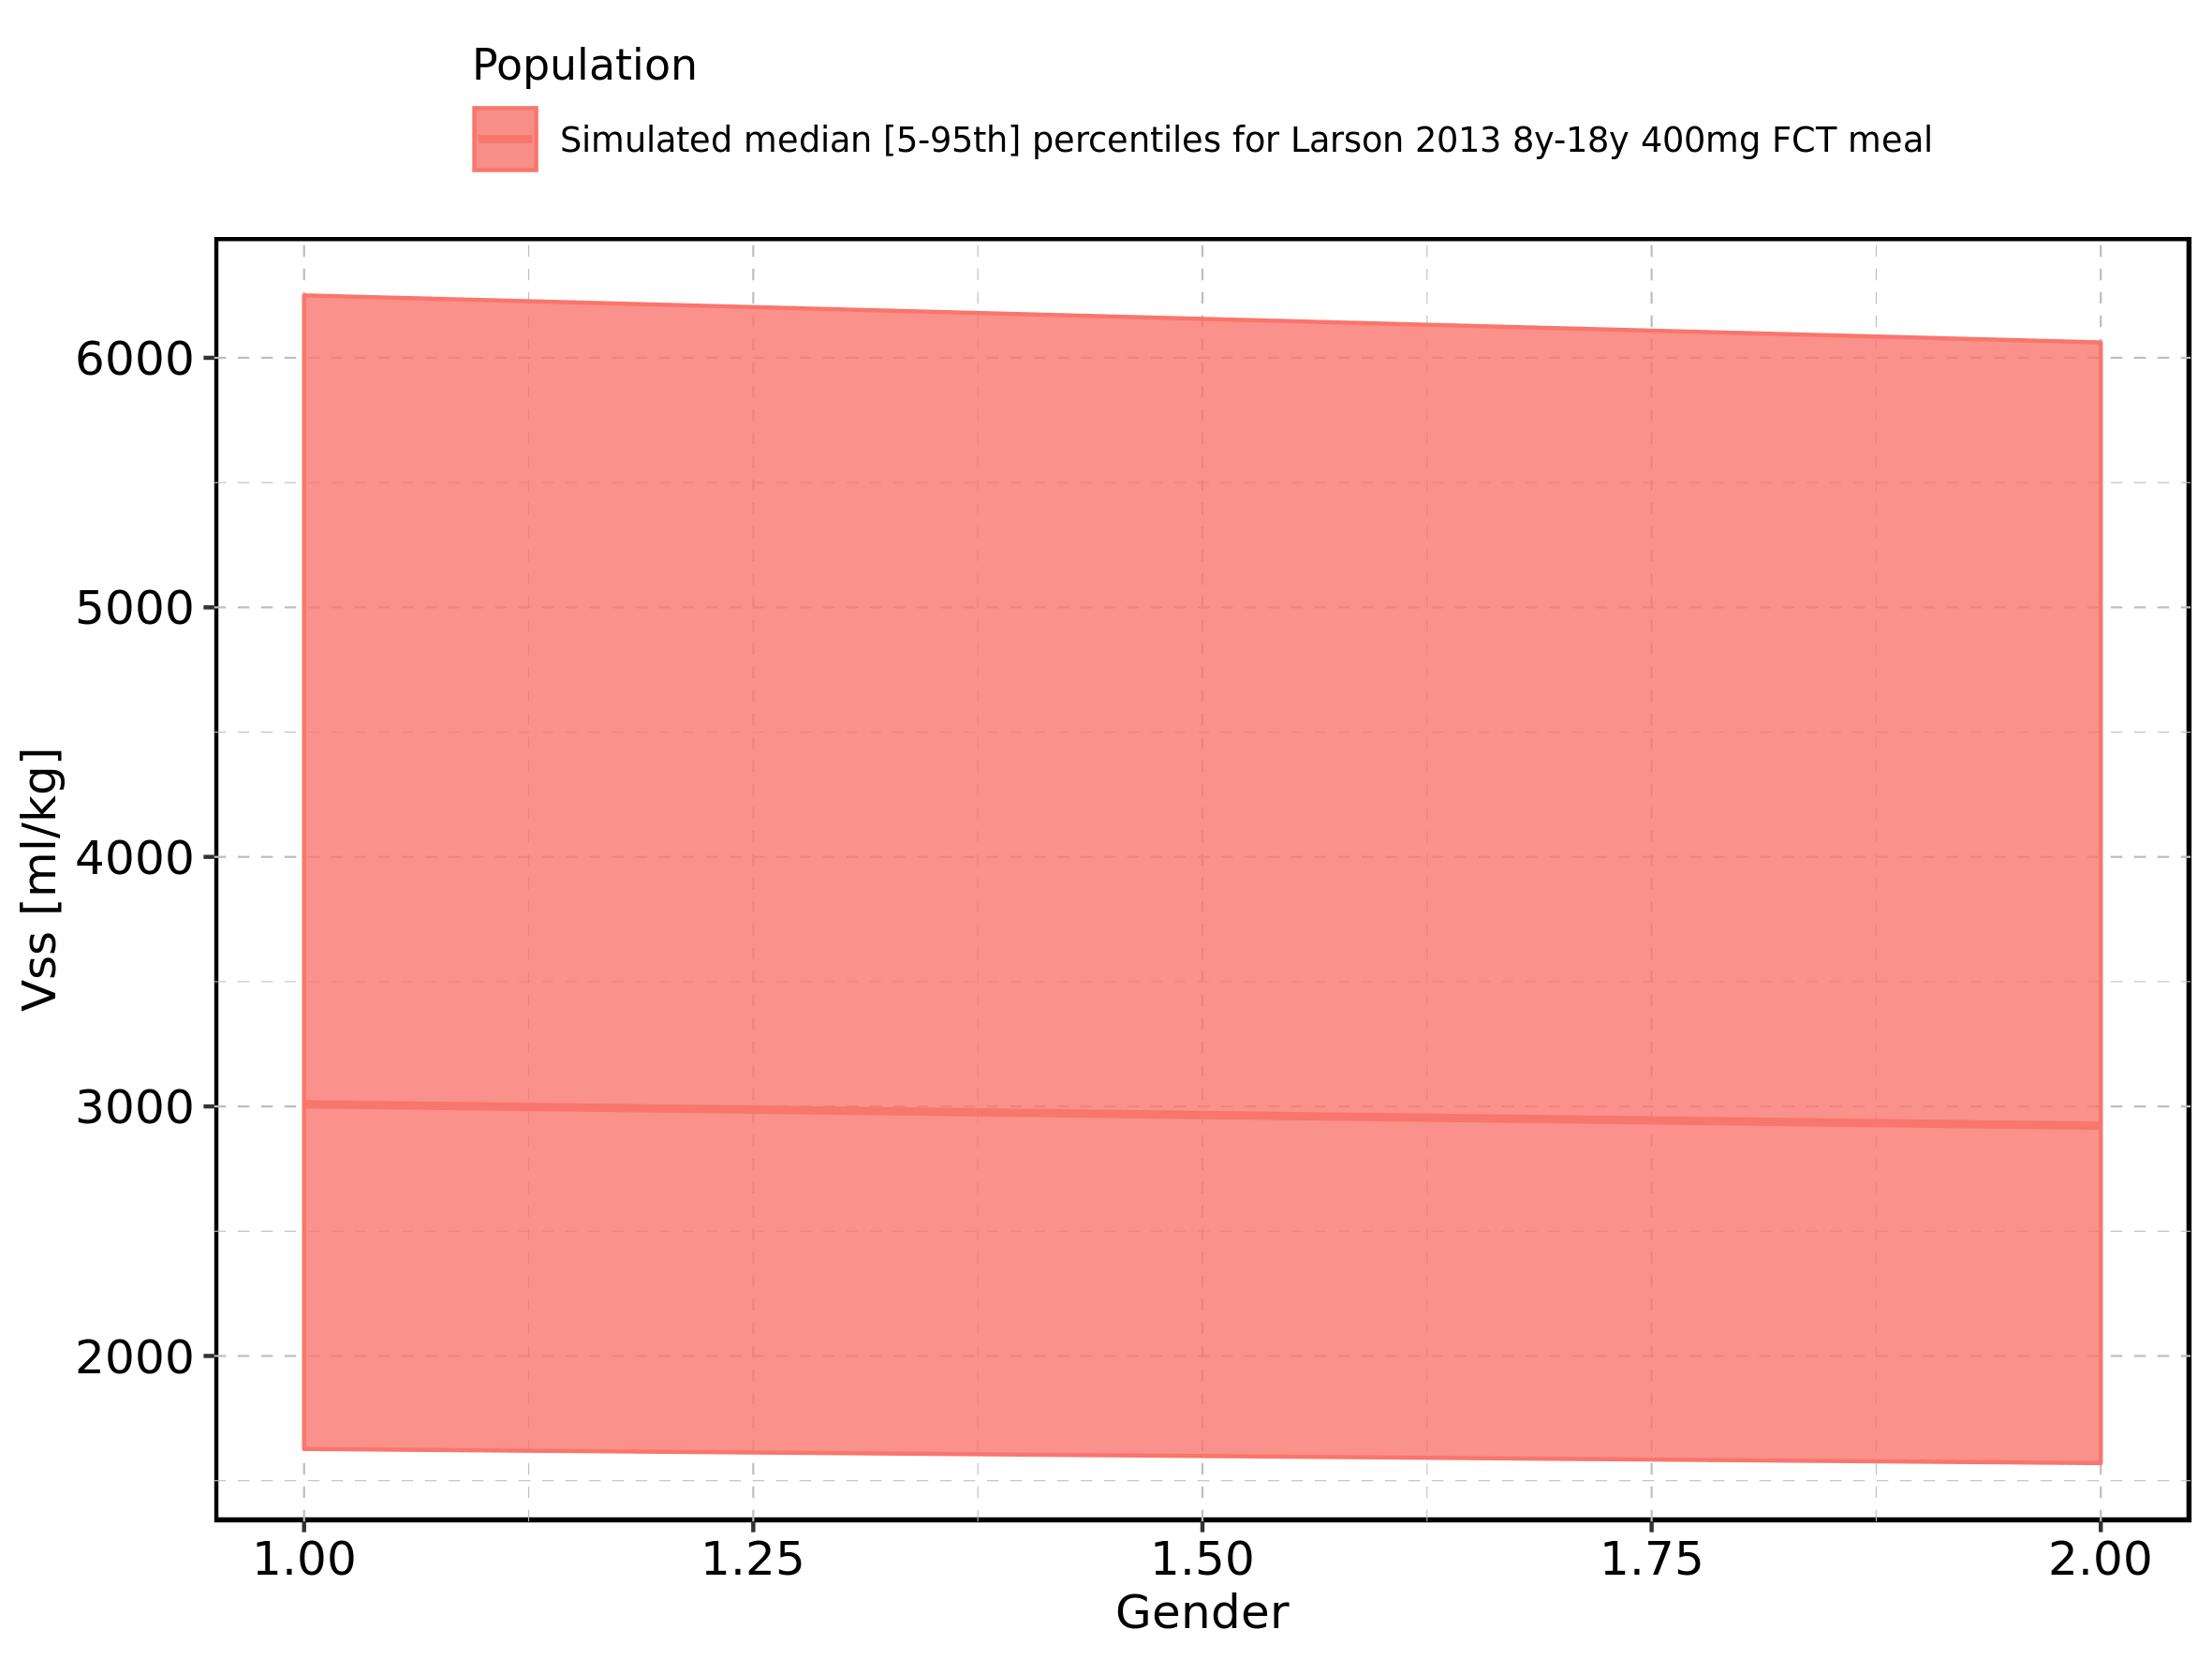 Population
Simulated median [5-95th] percentiles for Larson 2013 8y-18y 400mg FCT meal
Vss [ml/kg]
6000
5000
4000
3000
2000
1.00 1.25 1.50 1.75 2.00
Gender